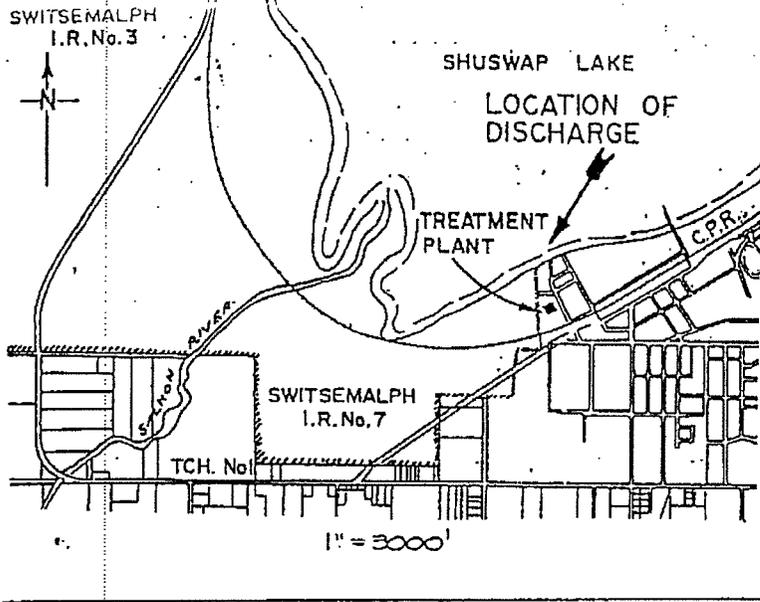 SWITSEMALPH
I.R.No.3
N
SHUSWAP LAKE
LOCATION OF
DISCHARGE
TREATMENT
PLANT
C.P.R.
SALMON RIVER
SWITSEMALPH
I.R.No.7
TCH. No1
1" = 3000'